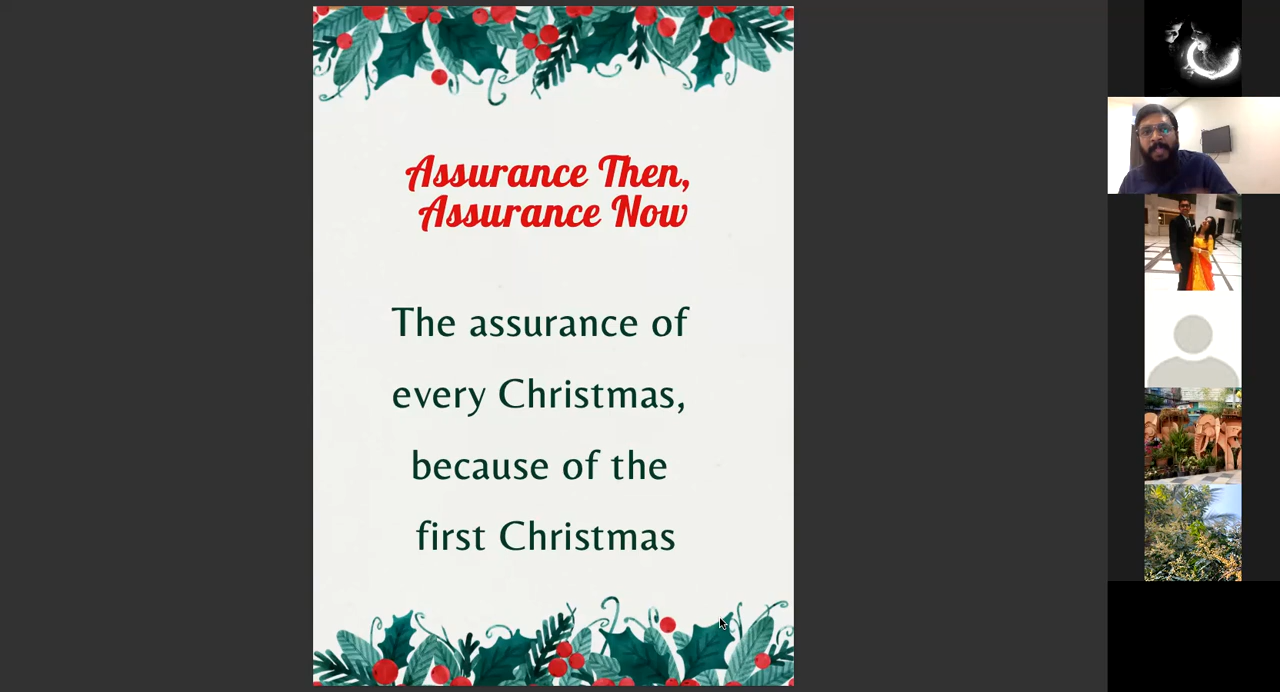 Assurance Then,
Assurance Now
The assurance of
every Christmas,
because of the
first Christmas